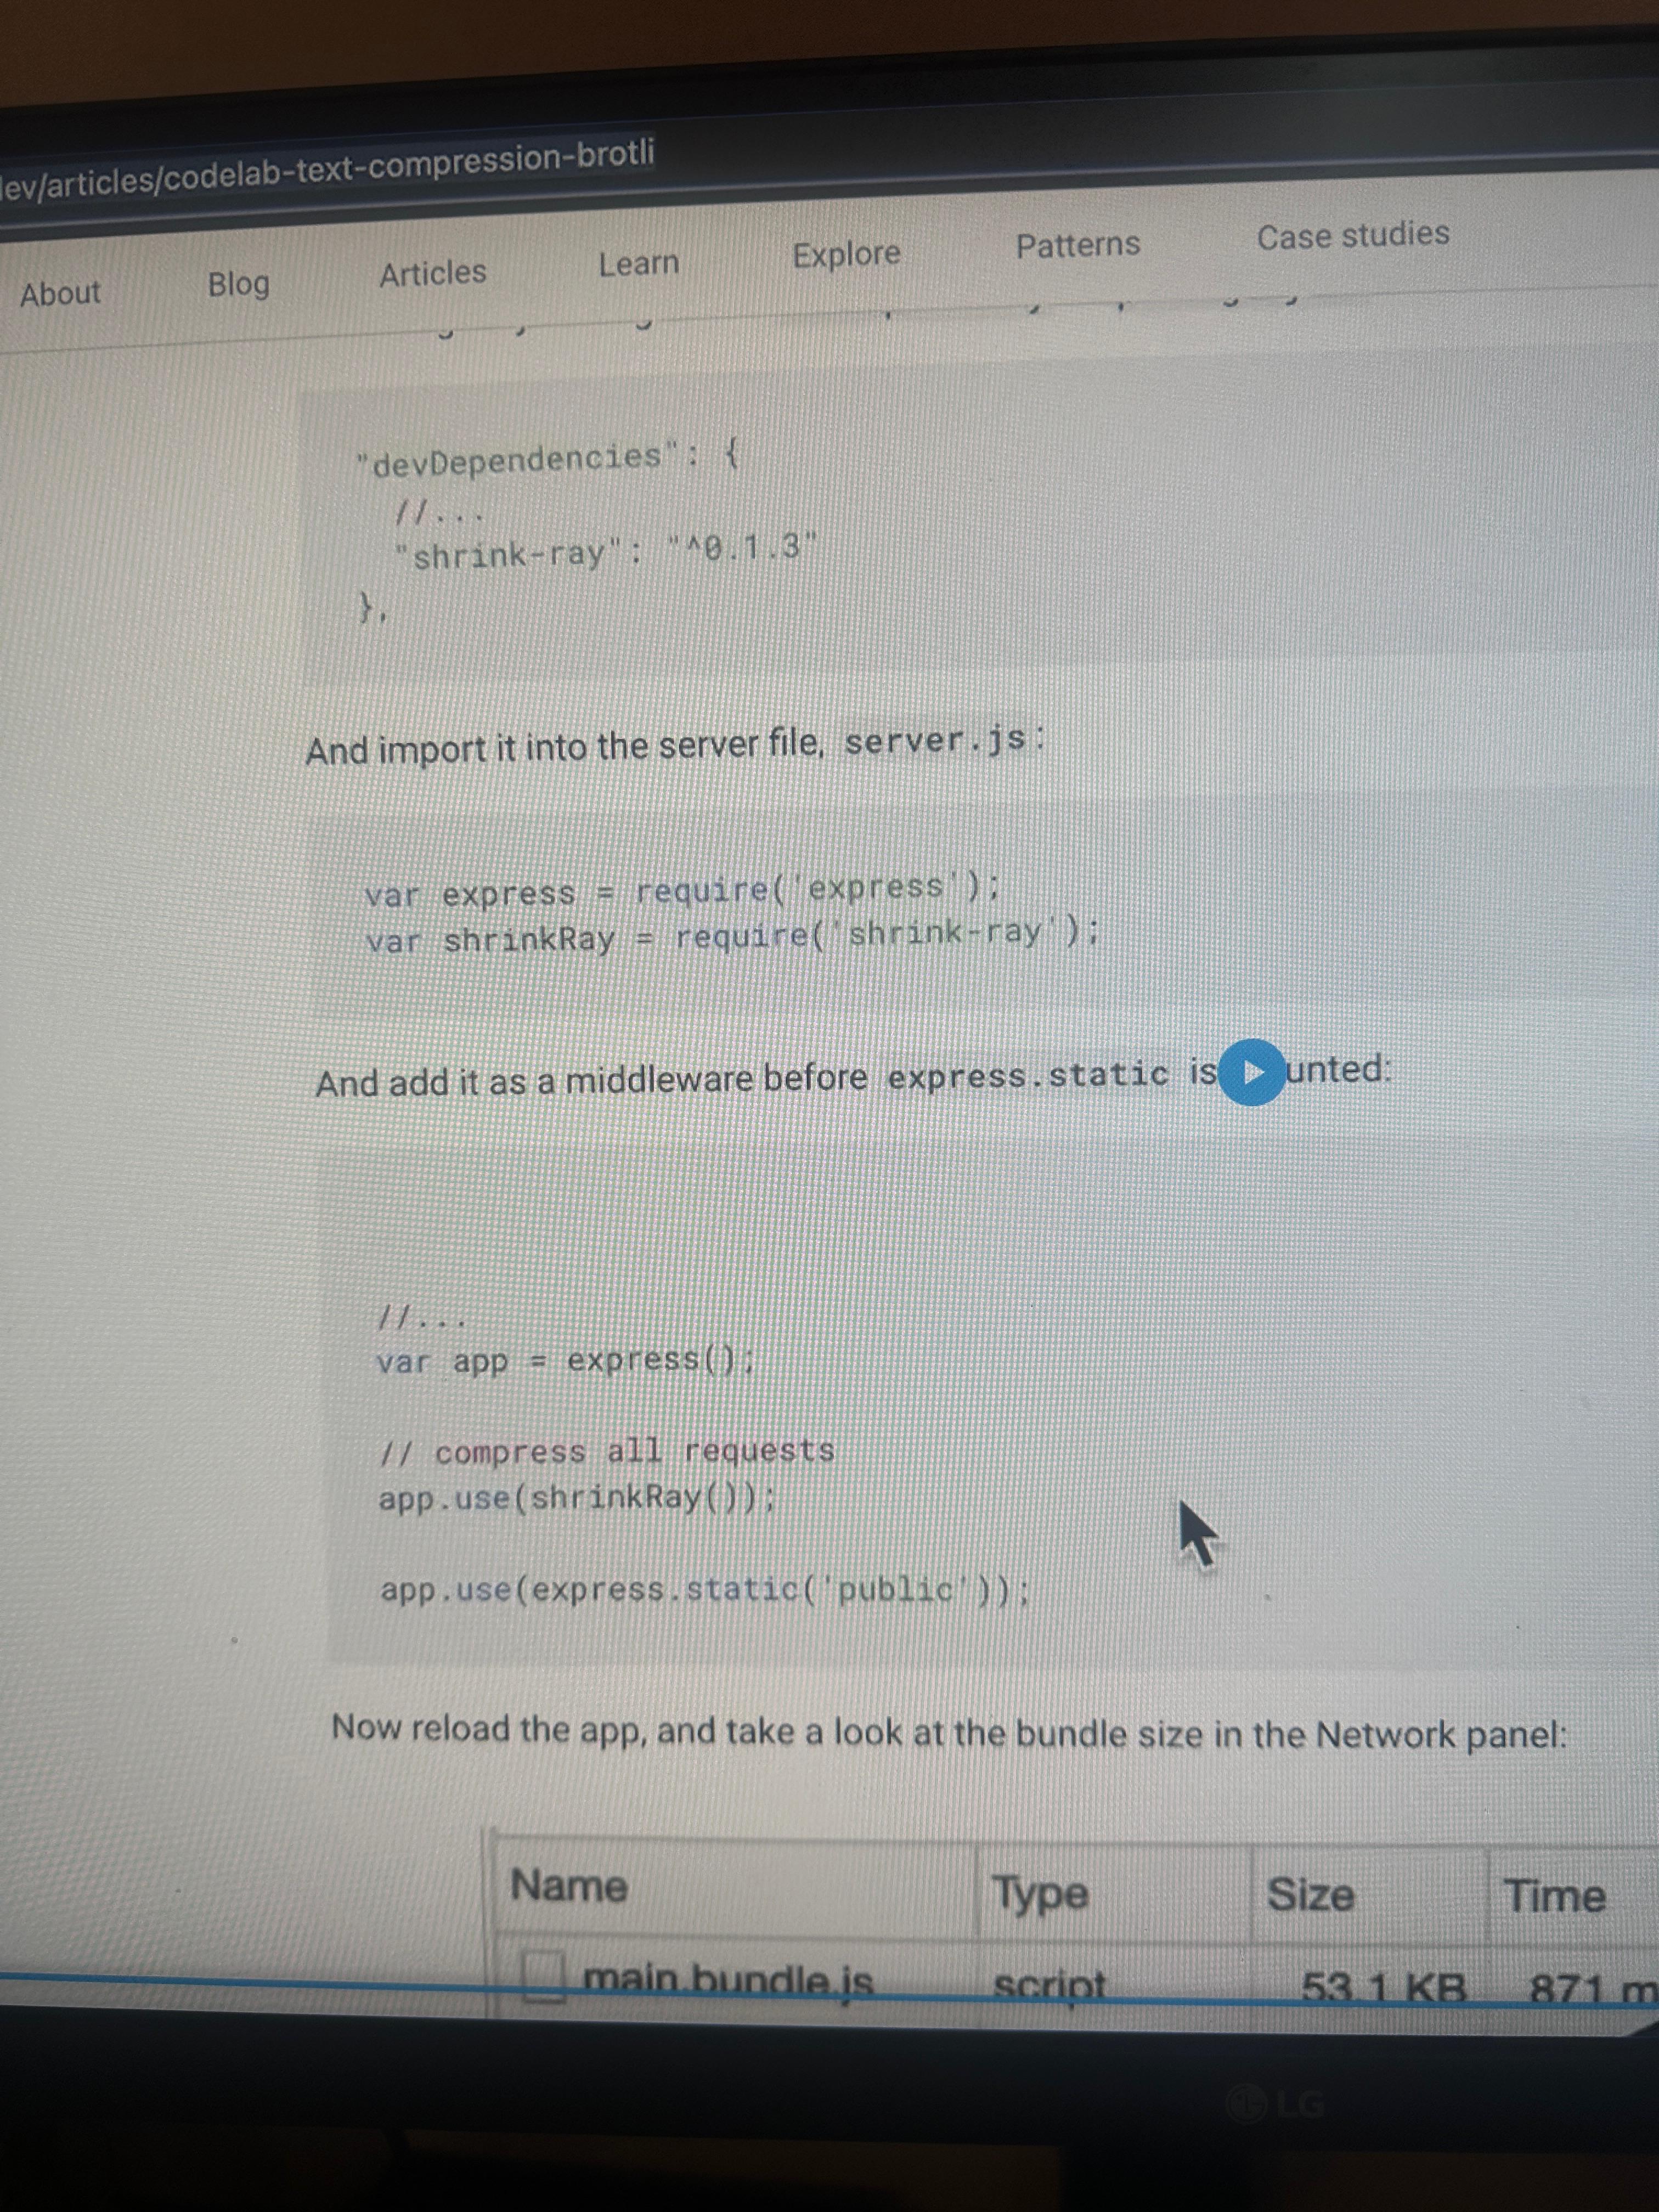 dev/articles/codelab-text-compression-brotli
About Blog Articles Learn Explore Patterns Case studies
"devDependencies": {
//...
"shrink-ray": "^0.1.3"
},
And import it into the server file, server.js:
var express = require('express');
var shrinkRay = require('shrink-ray');
And add it as a middleware before express.static is unted:
//...
var app = express();
// compress all requests
app.use(shrinkRay());
app.use(express.static('public'));
Now reload the app, and take a look at the bundle size in the Network panel:
Name Type Size Time
main.bundle.js script 53.1 KB 871 m
LG